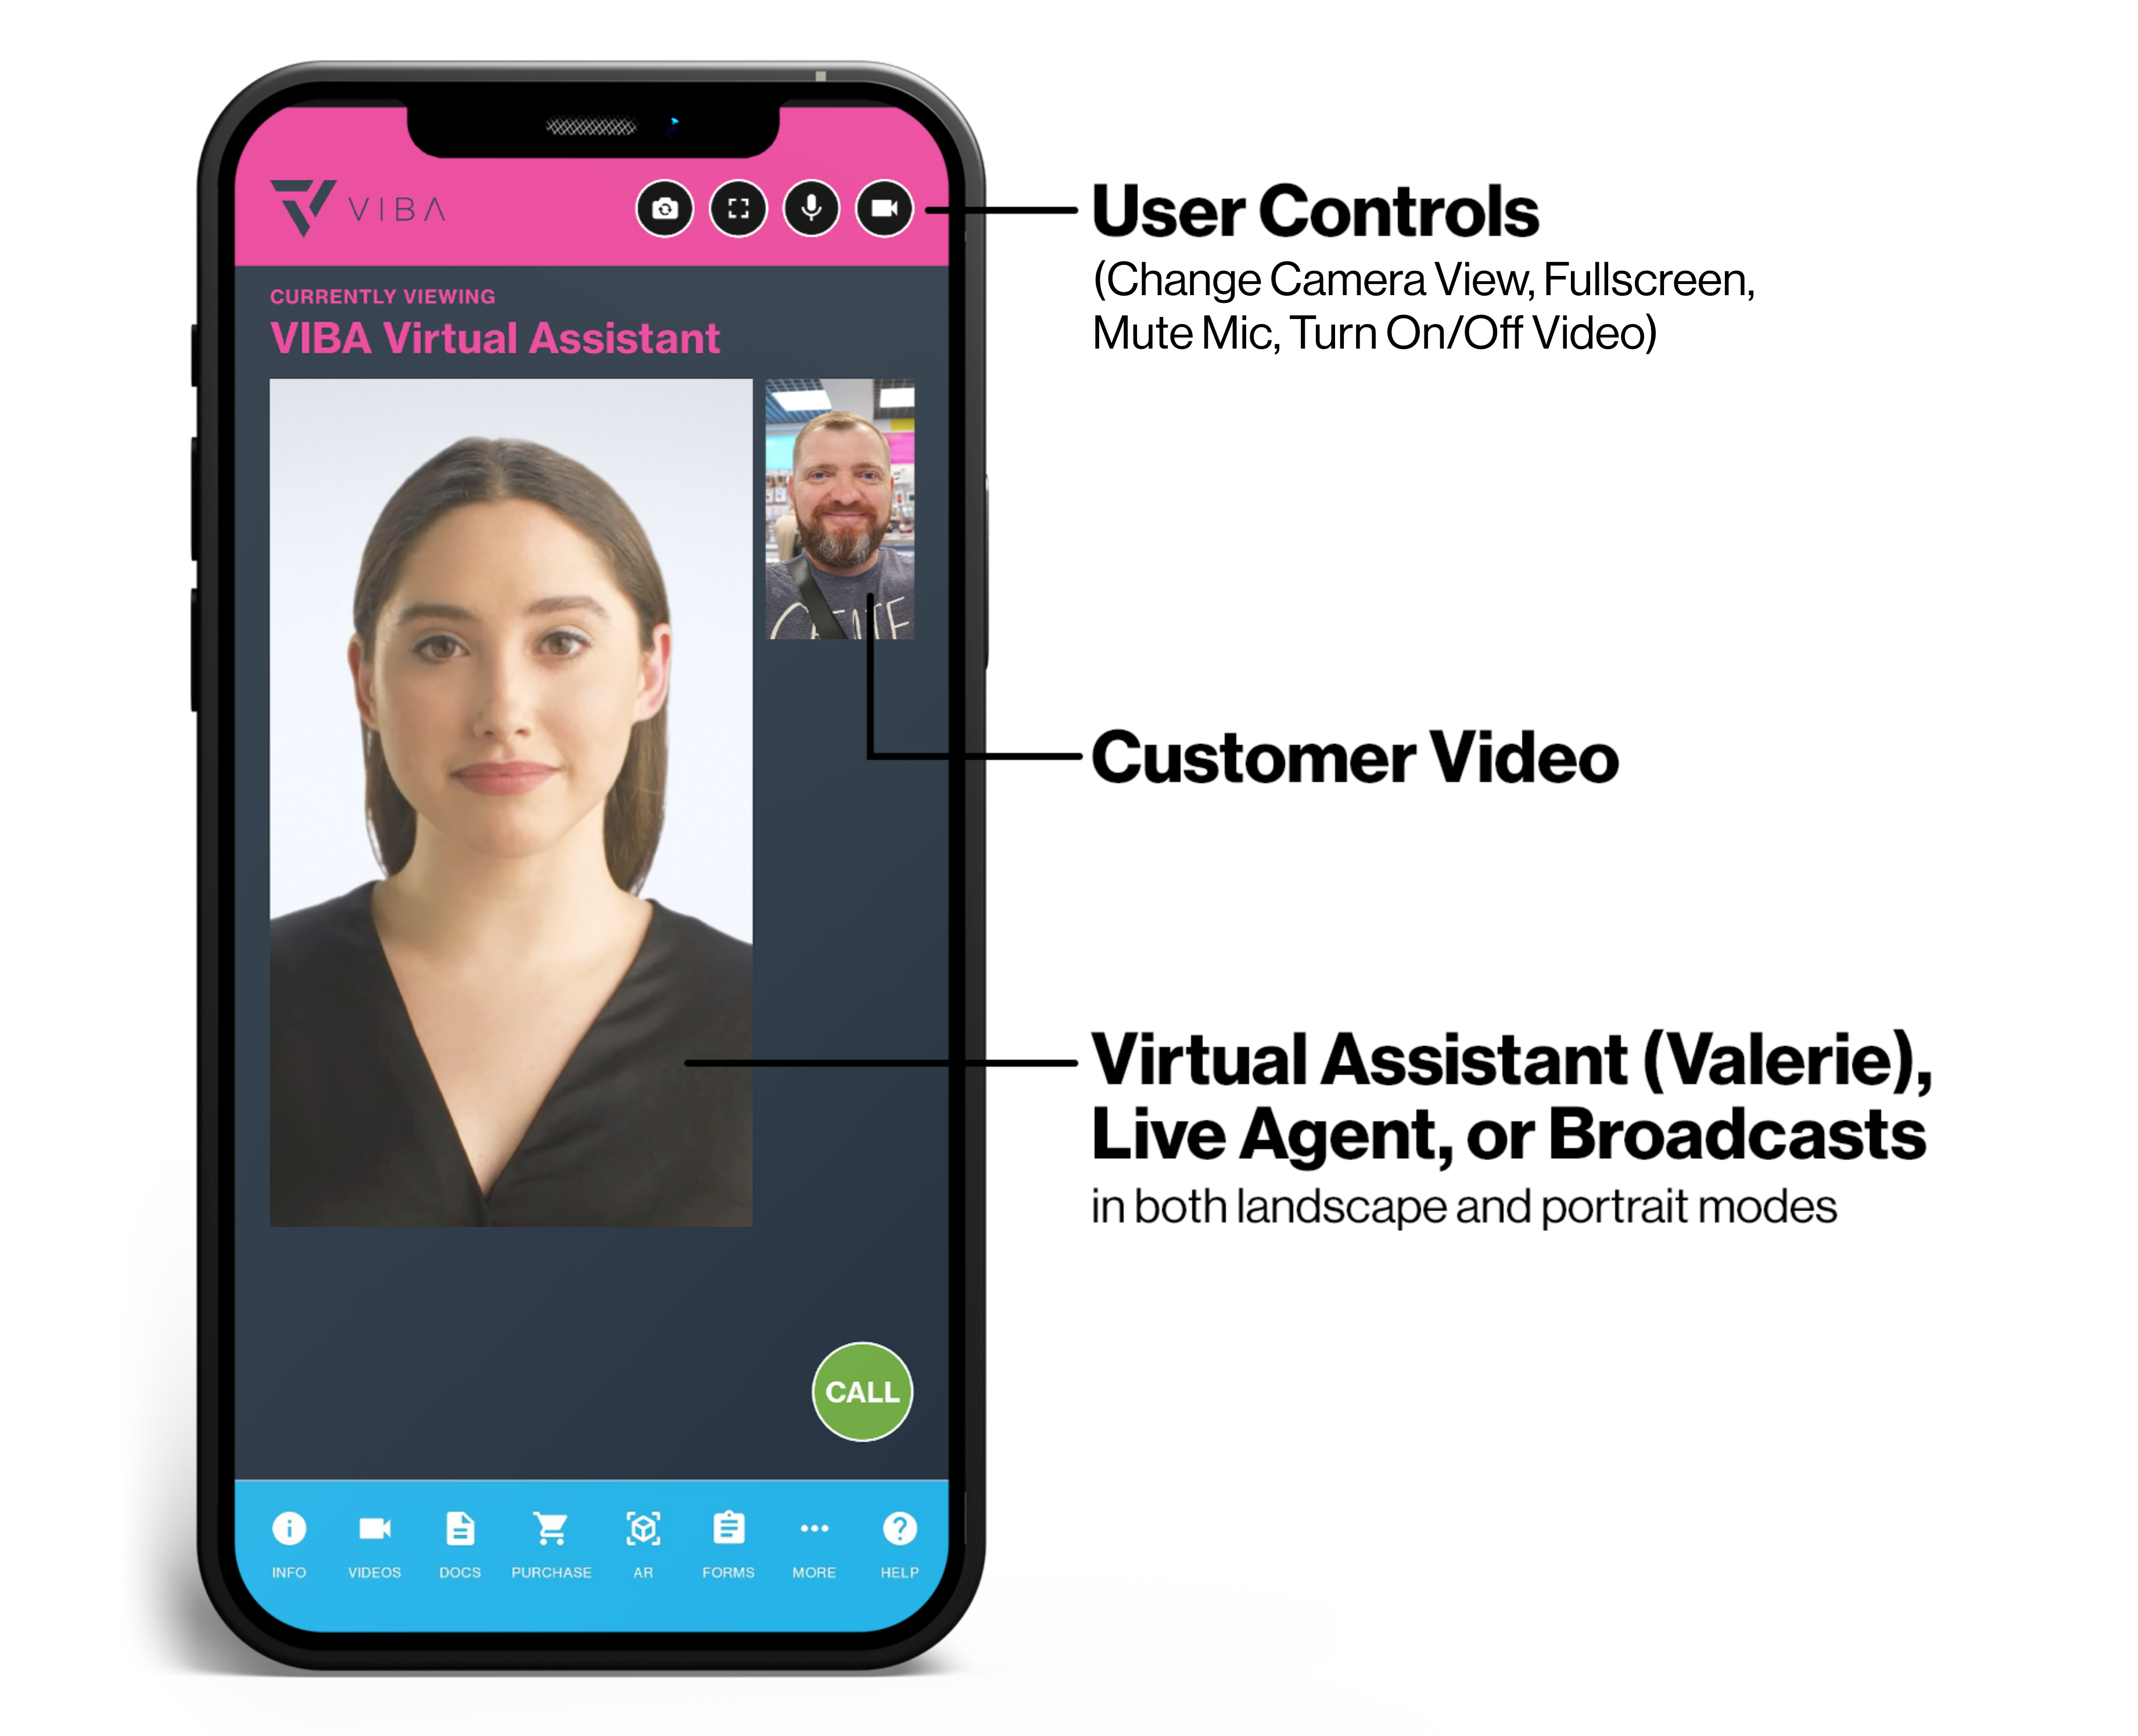 VIBA
User Controls
(Change Camera View, Fullscreen,
Mute Mic, Turn On/Off Video)
CURRENTLY VIEWING
VIBA Virtual Assistant
Customer Video
Virtual Assistant (Valerie),
Live Agent, or Broadcasts
in both landscape and portrait modes
CALL
INFO VIDEOS DOCS PURCHASE AR FORMS MORE HELP